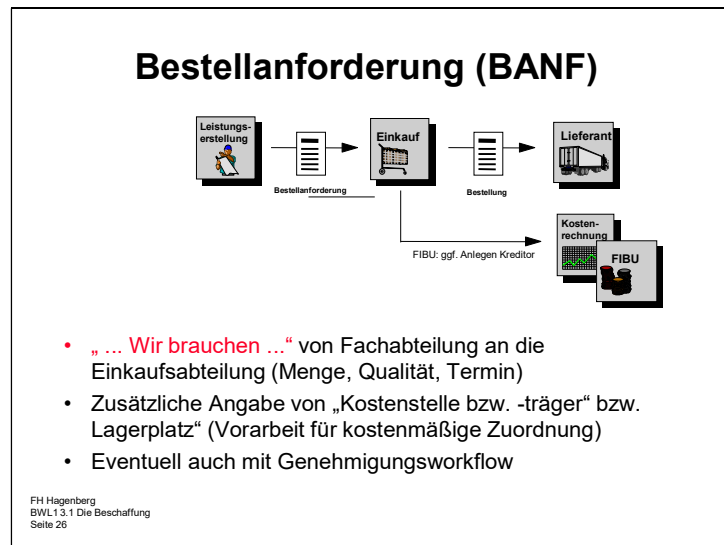 Bestellanforderung (BANF)
Leistungs-
erstellung
Einkauf
Lieferant
Bestellanforderung
Bestellung
Kosten-
rechnung
FIBU: ggf. Anlegen Kreditor
FIBU
• „ ... Wir brauchen ...“ von Fachabteilung an die
Einkaufsabteilung (Menge, Qualität, Termin)
• Zusätzliche Angabe von „Kostenstelle bzw. -träger“ bzw.
Lagerplatz“ (Vorarbeit für kostenmäßige Zuordnung)
• Eventuell auch mit Genehmigungsworkflow
FH Hagenberg
BWL1 3.1 Die Beschaffung
Seite 26